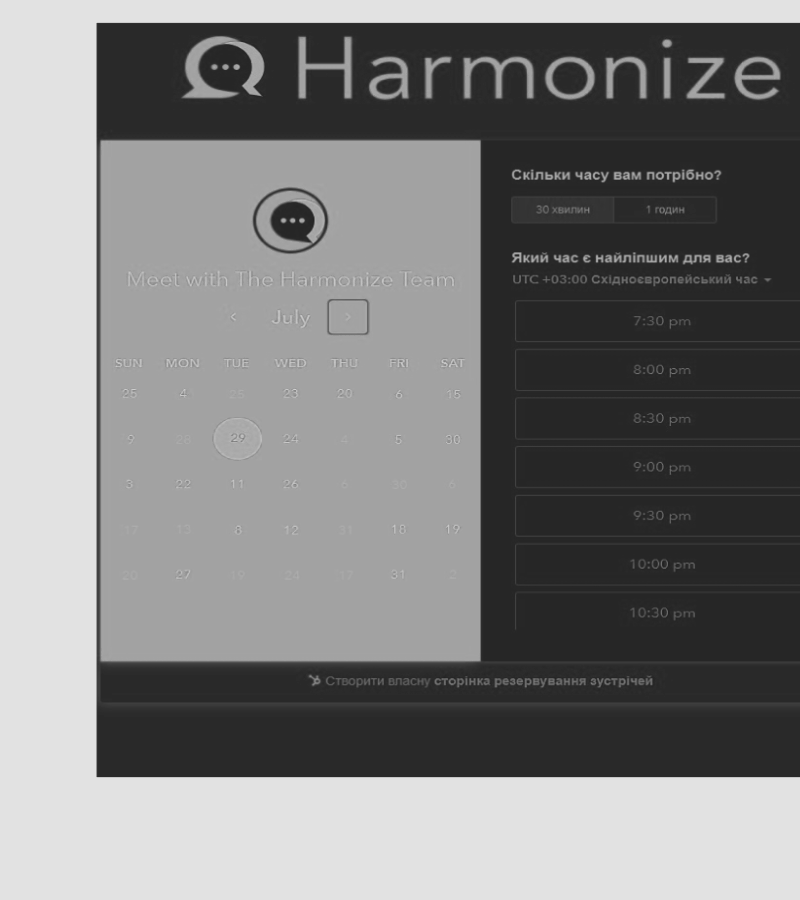 Harmonize
Meet with The Harmonize Team
July
SUN MON TUE WED THU FRI SAT
25 4 25 23 20 6 15
9 28 29 24 4 5 30
3 22 11 26 6 30 6
17 13 8 12 31 18 19
20 27 19 24 17 31 2
Скільки часу вам потрібно?
30 хвилин 1 годин
Який час є найліпшим для вас?
UTC +03:00 Східноєвропейський час
7:30 pm
8:00 pm
8:30 pm
9:00 pm
9:30 pm
10:00 pm
10:30 pm
Створити власну сторінка резервування зустрічей